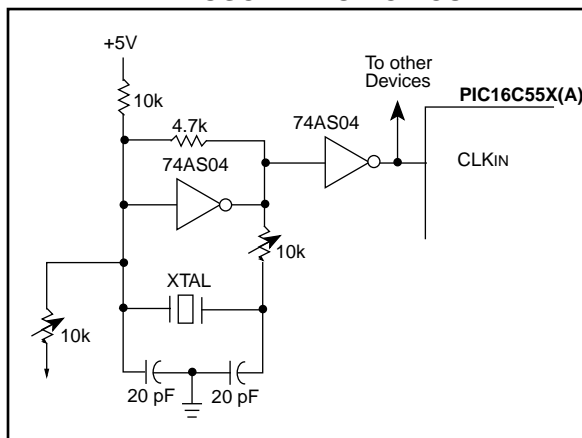 +5V
To other
Devices
PIC16C55X(A)
10k
4.7k
74AS04
74AS04
CLKIN
10k
XTAL
10k
20 pF
20 pF